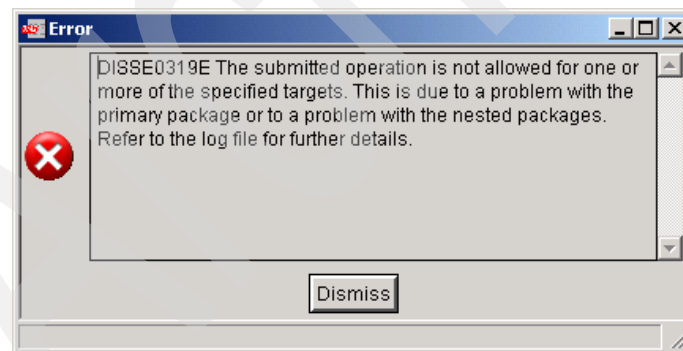 Error
DISSE0319E The submitted operation is not allowed for one or
more of the specified targets. This is due to a problem with the
primary package or to a problem with the nested packages.
Refer to the log file for further details.
Dismiss